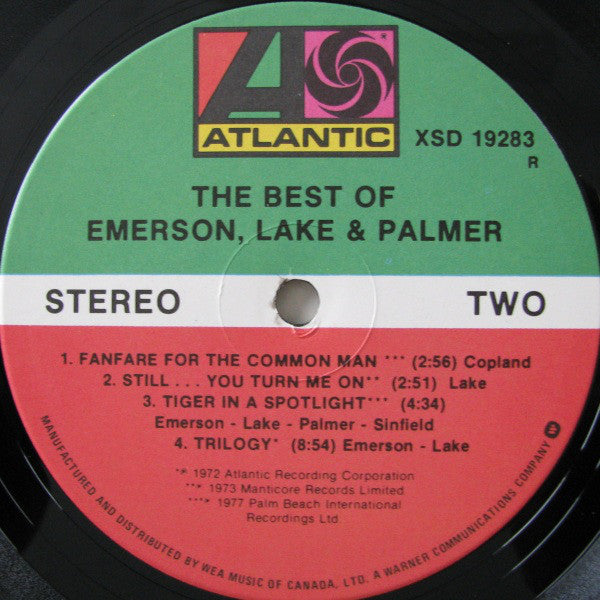 ATLANTIC
XSD 19283
R
THE BEST OF
EMERSON, LAKE & PALMER
STEREO
TWO
1. FANFARE FOR THE COMMON MAN *** (2:56) Copland
2. STILL . . . YOU TURN ME ON** (2:51) Lake
3. TIGER IN A SPOTLIGHT*** (4:34)
Emerson - Lake - Palmer - Sinfield
4. TRILOGY* (8:54) Emerson - Lake
*℗ 1972 Atlantic Recording Corporation
**℗ 1973 Manticore Records Limited
***℗ 1977 Palm Beach International
Recordings Ltd.
MANUFACTURED AND DISTRIBUTED BY WEA MUSIC OF CANADA, LTD. A WARNER COMMUNICATIONS COMPANY